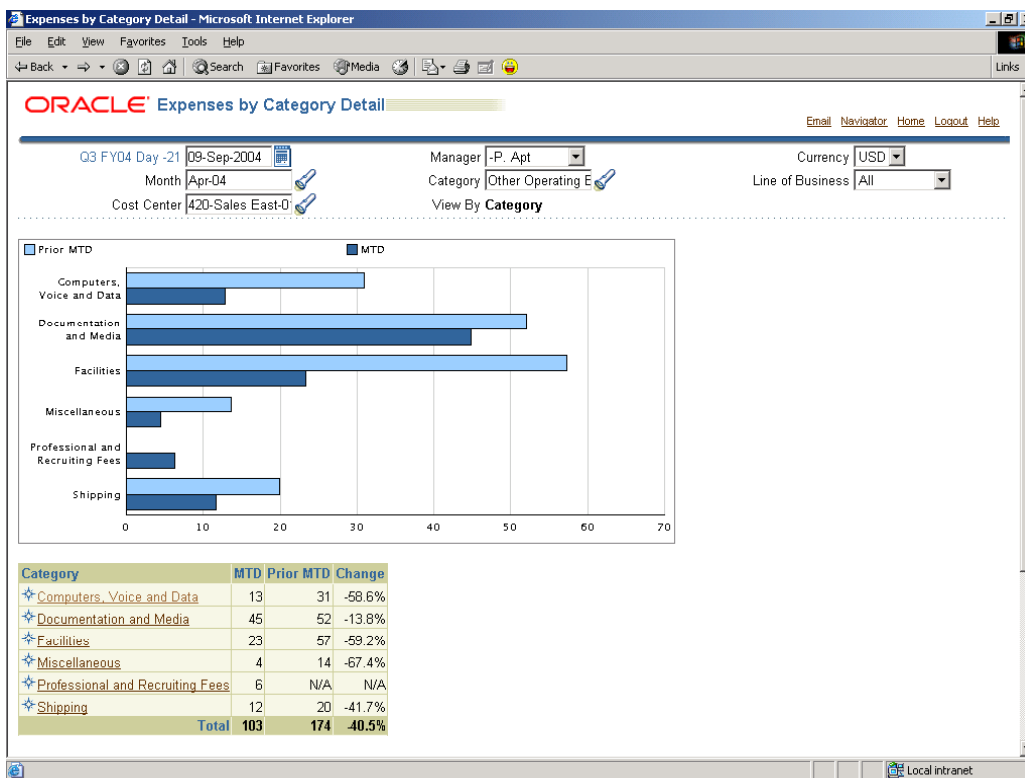 Expenses by Category Detail - Microsoft Internet Explorer
File Edit View Favorites Tools Help
Back Search Favorites Media Links
ORACLE Expenses by Category Detail
Email Navigator Home Logout Help
Q3 FY04 Day -21 09-Sep-2004 Manager -P. Apt Currency USD
Month Apr-04 Category Other Operating E Line of Business All
Cost Center 420-Sales East-0 View By Category
Prior MTD MTD
Computers,
Voice and Data
Documentation
and Media
Facilities
Miscellaneous
Professional and
Recruiting Fees
Shipping
0 10 20 30 40 50 60 70
Category MTD Prior MTD Change
Computers, Voice and Data 13 31 -58.6%
Documentation and Media 45 52 -13.8%
Facilities 23 57 -59.2%
Miscellaneous 4 14 -67.4%
Professional and Recruiting Fees 6 N/A N/A
Shipping 12 20 -41.7%
Total 103 174 -40.5%
Local intranet